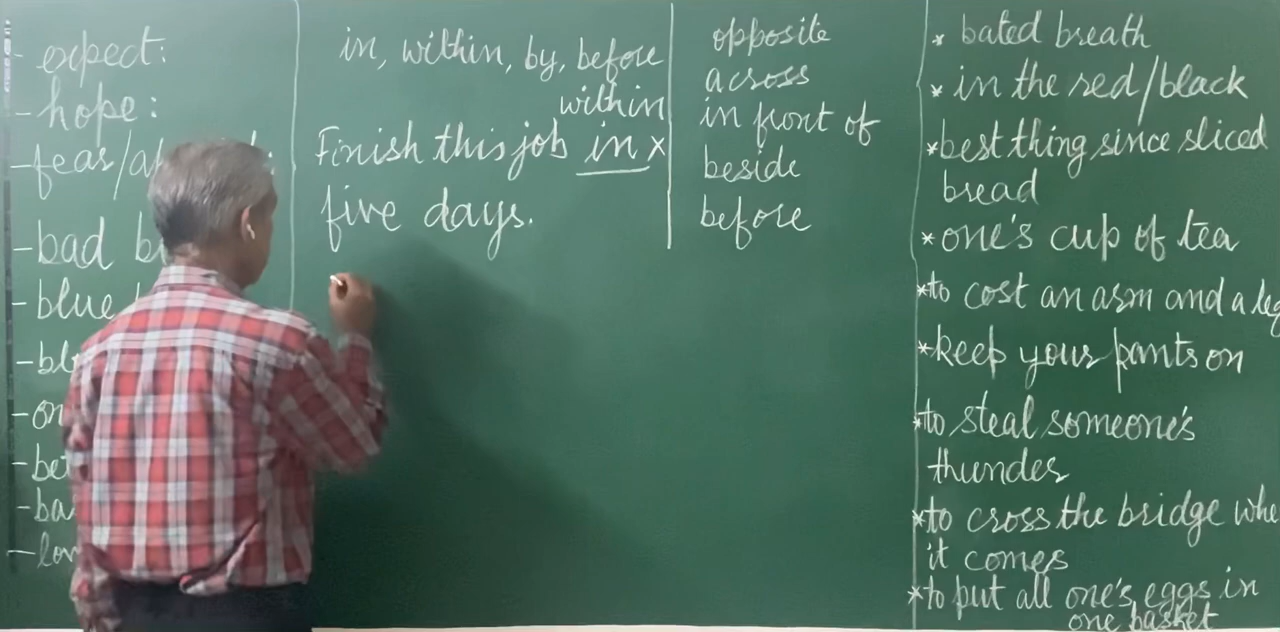 - expect:
- hope:
- fear/
- bad
- blue
in, within, by, before
within
Finish this job in x
five days.
opposite
across
in front of
beside
before
* bated breath
* in the red/black
* best thing since sliced
bread
* one's cup of tea
* to cost an arm and a leg
* keep your pants on
* to steal someone's
thunder
* to cross the bridge
it comes
* to put all one's eggs in
one basket